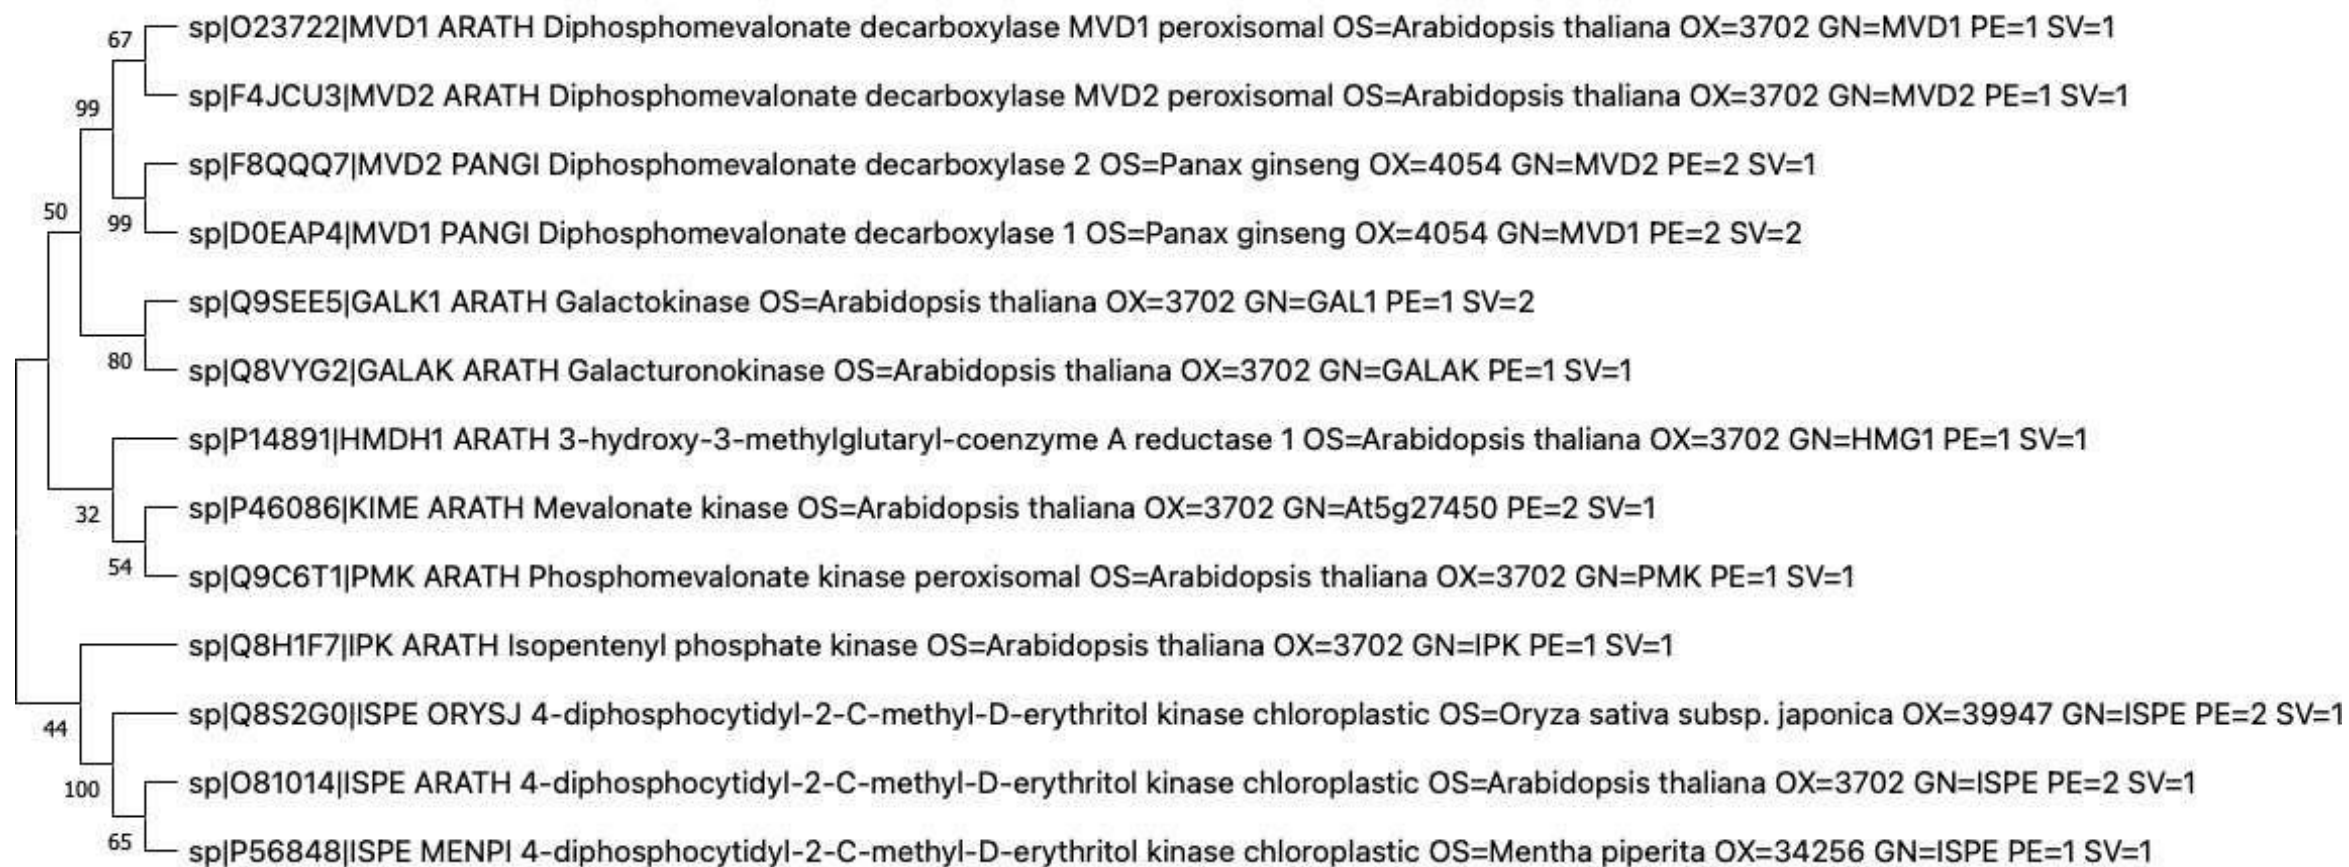 67
sp|O23722|MVD1 ARATH Diphosphomevalonate decarboxylase MVD1 peroxisomal OS=Arabidopsis thaliana OX=3702 GN=MVD1 PE=1 SV=1
99
sp|F4JCU3|MVD2 ARATH Diphosphomevalonate decarboxylase MVD2 peroxisomal OS=Arabidopsis thaliana OX=3702 GN=MVD2 PE=1 SV=1
sp|F8QQQ7|MVD2 PANGI Diphosphomevalonate decarboxylase 2 OS=Panax ginseng OX=4054 GN=MVD2 PE=2 SV=1
50
99
sp|D0EAP4|MVD1 PANGI Diphosphomevalonate decarboxylase 1 OS=Panax ginseng OX=4054 GN=MVD1 PE=2 SV=2
sp|Q9SEE5|GALK1 ARATH Galactokinase OS=Arabidopsis thaliana OX=3702 GN=GAL1 PE=1 SV=2
80
sp|Q8VYG2|GALAK ARATH Galacturonokinase OS=Arabidopsis thaliana OX=3702 GN=GALAK PE=1 SV=1
sp|P14891|HMDH1 ARATH 3-hydroxy-3-methylglutaryl-coenzyme A reductase 1 OS=Arabidopsis thaliana OX=3702 GN=HMG1 PE=1 SV=1
32
sp|P46086|KIME ARATH Mevalonate kinase OS=Arabidopsis thaliana OX=3702 GN=At5g27450 PE=2 SV=1
54
sp|Q9C6T1|PMK ARATH Phosphomevalonate kinase peroxisomal OS=Arabidopsis thaliana OX=3702 GN=PMK PE=1 SV=1
sp|Q8H1F7|IPK ARATH Isopentenyl phosphate kinase OS=Arabidopsis thaliana OX=3702 GN=IPK PE=1 SV=1
44
sp|Q8S2G0|ISPE ORYSJ 4-diphosphocytidyl-2-C-methyl-D-erythritol kinase chloroplastic OS=Oryza sativa subsp. japonica OX=39947 GN=ISPE PE=2 SV=1
100
sp|O81014|ISPE ARATH 4-diphosphocytidyl-2-C-methyl-D-erythritol kinase chloroplastic OS=Arabidopsis thaliana OX=3702 GN=ISPE PE=2 SV=1
65
sp|P56848|ISPE MENPI 4-diphosphocytidyl-2-C-methyl-D-erythritol kinase chloroplastic OS=Mentha piperita OX=34256 GN=ISPE PE=1 SV=1